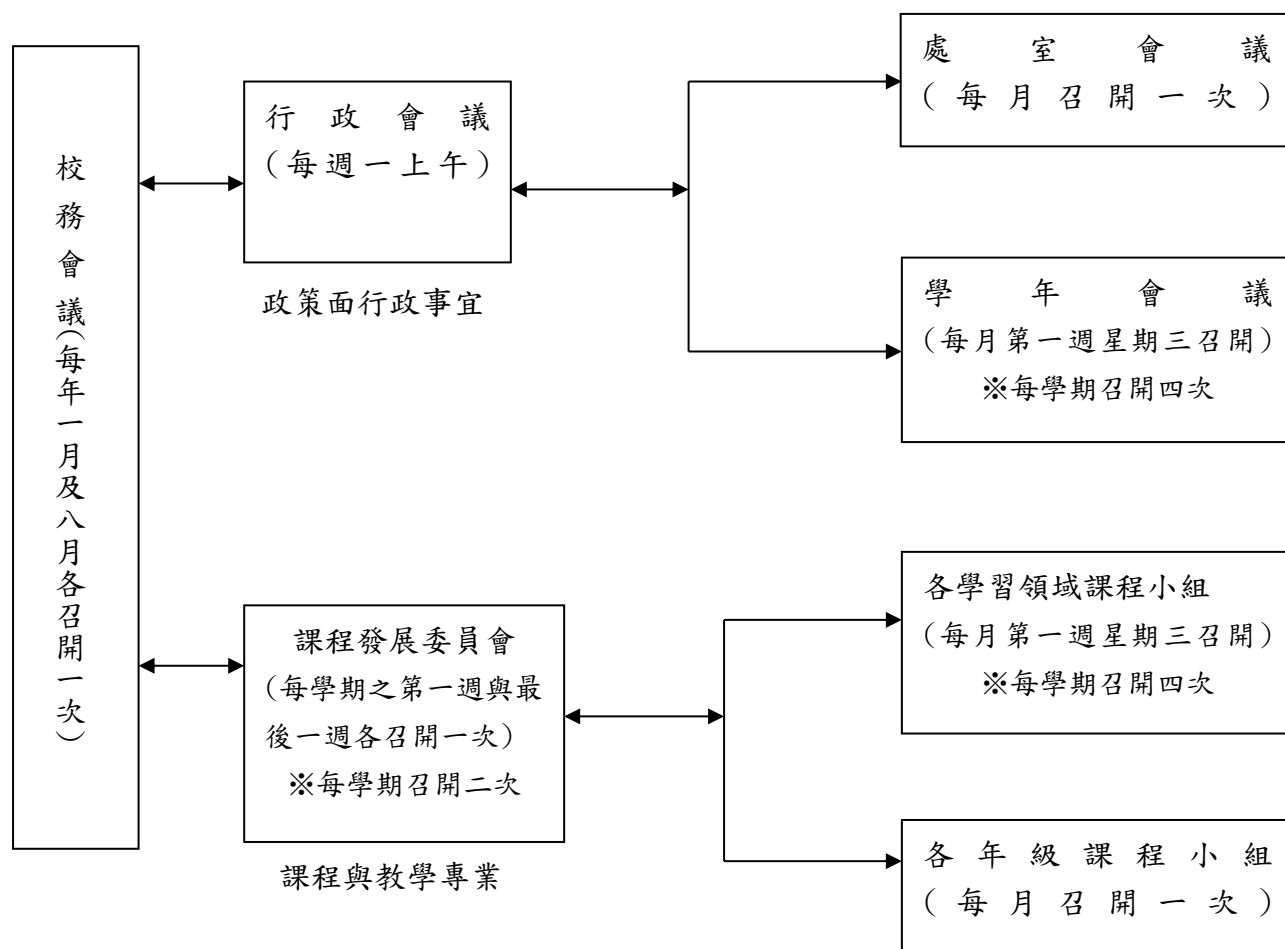 校務會議(每年一月及八月各召開一次)
行政會議
(每週一上午)
政策面行政事宜
處室會議
(每月召開一次)
學年會議
(每月第一週星期三召開)
※每學期召開四次
課程發展委員會
(每學期之第一週與最
後一週各召開一次)
※每學期召開二次
課程與教學專業
各學習領域課程小組
(每月第一週星期三召開)
※每學期召開四次
各年級課程小組
(每月召開一次)